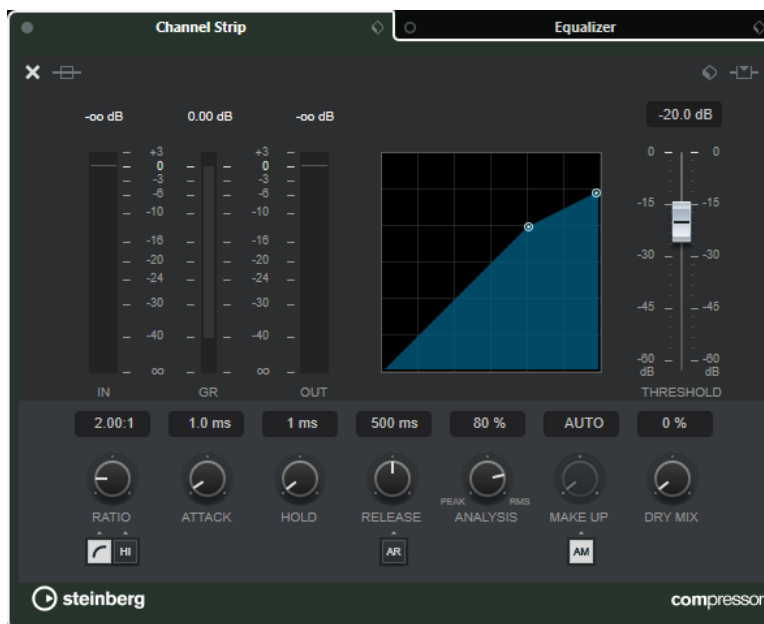 Channel Strip
Equalizer
-oo dB 0.00 dB -oo dB -20.0 dB
+3 +3 0 0
0 0
-3 -3
-6 -6
-10 -10 -15 -15
-16 -16
-20 -20 -30 -30
-24 -24
-30 -30 -45 -45
-40 -40
-60 -60
∞ ∞ dB dB
IN GR OUT THRESHOLD
2.00:1 1.0 ms 1 ms 500 ms 80 % AUTO 0 %
PEAK RMS
RATIO ATTACK HOLD RELEASE ANALYSIS MAKE UP DRY MIX
HI AR AM
steinberg compressor